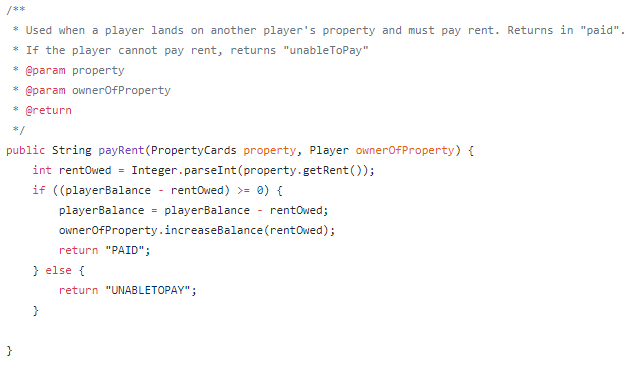 /**
 * Used when a player lands on another player's property and must pay rent. Returns in "paid".
 * If the player cannot pay rent, returns "unableToPay"
 * @param property
 * @param ownerOfProperty
 * @return
 */
public String payRent(PropertyCards property, Player ownerOfProperty) {
    int rentOwed = Integer.parseInt(property.getRent());
    if ((playerBalance - rentOwed) >= 0) {
        playerBalance = playerBalance - rentOwed;
        ownerOfProperty.increaseBalance(rentOwed);
        return "PAID";
    } else {
        return "UNABLETOPAY";
    }
}